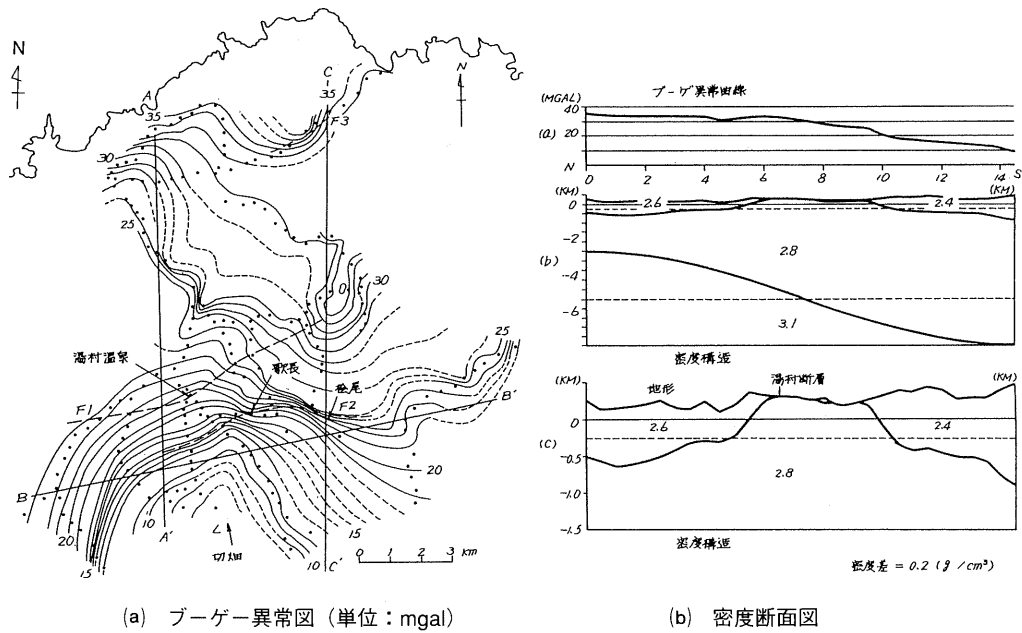 N
N
A
35
C
35
F3
30
25
O
30
25
湯村温泉
歌長
桧尾
F1
F2
B'
B
20
20
10
A'
L
15
15
切畑
10
C'
0 1 2 3 km
(a) ブーゲー異常図(単位:mgal)
ブーゲ異常曲線
(MGAL)
40
(a) 20
N 0 2 4 6 8 10 12 14 S
(KM) (KM)
0 2.6 2.4
-2
2.8
(b) -4
-6 3.1
密度構造
(KM) 地形 湯村断層 (KM)
0 2.6 2.4
(C)
-0.5 2.8
-1.0
-1.5
密度構造
密度差 = 0.2 (g/cm³)
(b) 密度断面図